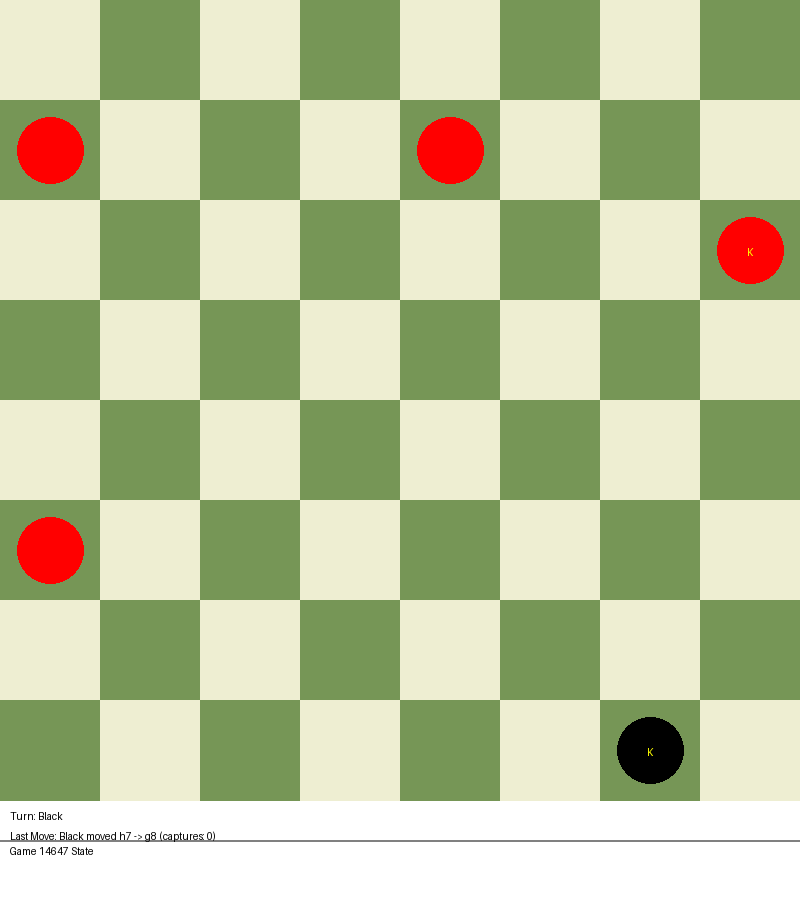 K
K
Turn: Black
Last Move: Black moved h7 -> g8 (captures: 0)
Game 14647 State